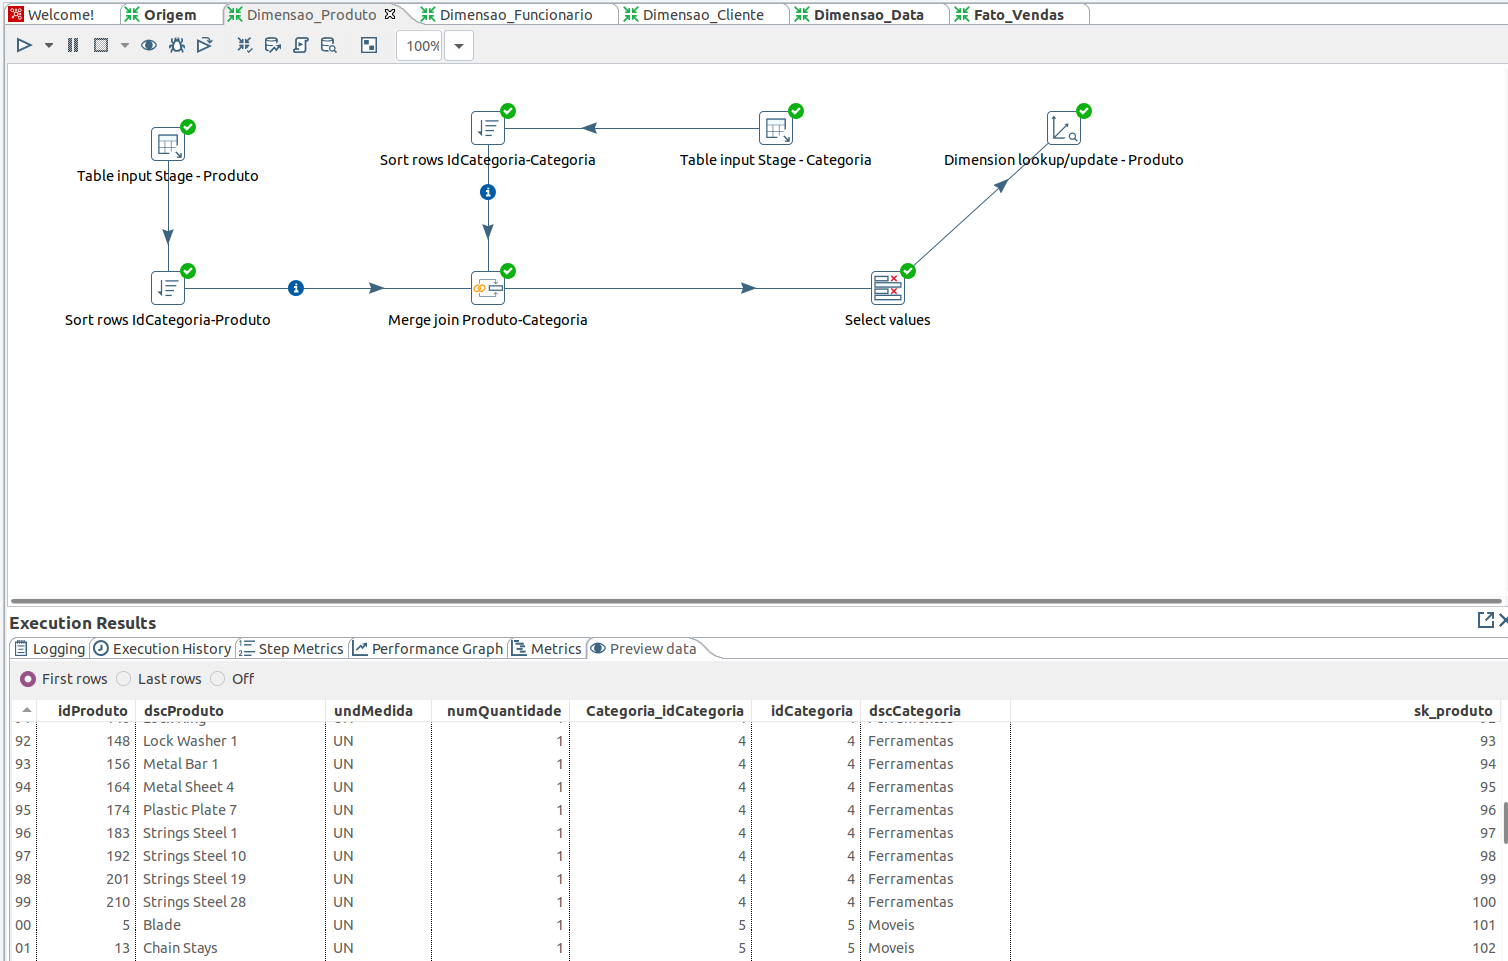 Welcome! Origem Dimensao_Produto Dimensao_Funcionario Dimensao_Cliente Dimensao_Data Fato_Vendas
100%
Table input Stage - Produto
Sort rows IdCategoria-Categoria
Table input Stage - Categoria
Dimension lookup/update - Produto
Sort rows IdCategoria-Produto
Merge join Produto-Categoria
Select values
Execution Results
Logging Execution History Step Metrics Performance Graph Metrics Preview data
First rows Last rows Off
idProduto dscProduto undMedida numQuantidade Categoria_idCategoria idCategoria dscCategoria sk_produto
92 148 Lock Washer 1 UN 1 4 4 Ferramentas 93
93 156 Metal Bar 1 UN 1 4 4 Ferramentas 94
94 164 Metal Sheet 4 UN 1 4 4 Ferramentas 95
95 174 Plastic Plate 7 UN 1 4 4 Ferramentas 96
96 183 Strings Steel 1 UN 1 4 4 Ferramentas 97
97 192 Strings Steel 10 UN 1 4 4 Ferramentas 98
98 201 Strings Steel 19 UN 1 4 4 Ferramentas 99
99 210 Strings Steel 28 UN 1 4 4 Ferramentas 100
00 5 Blade UN 1 5 5 Moveis 101
01 13 Chain Stays UN 1 5 5 Moveis 102